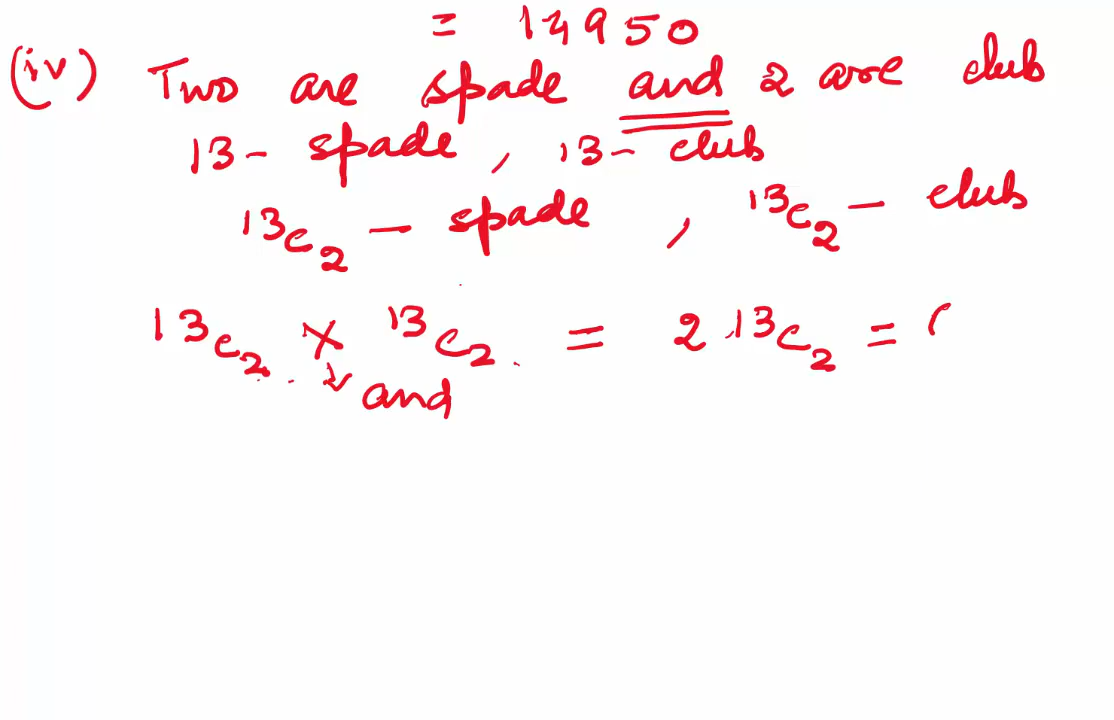 = 14950
(iv) Two are spade and 2 are club
13 - spade , 13 - club
¹³c₂ - spade , ¹³c₂ - club
¹³c₂ × ¹³c₂ = 2 . ¹³c₂ = (
and